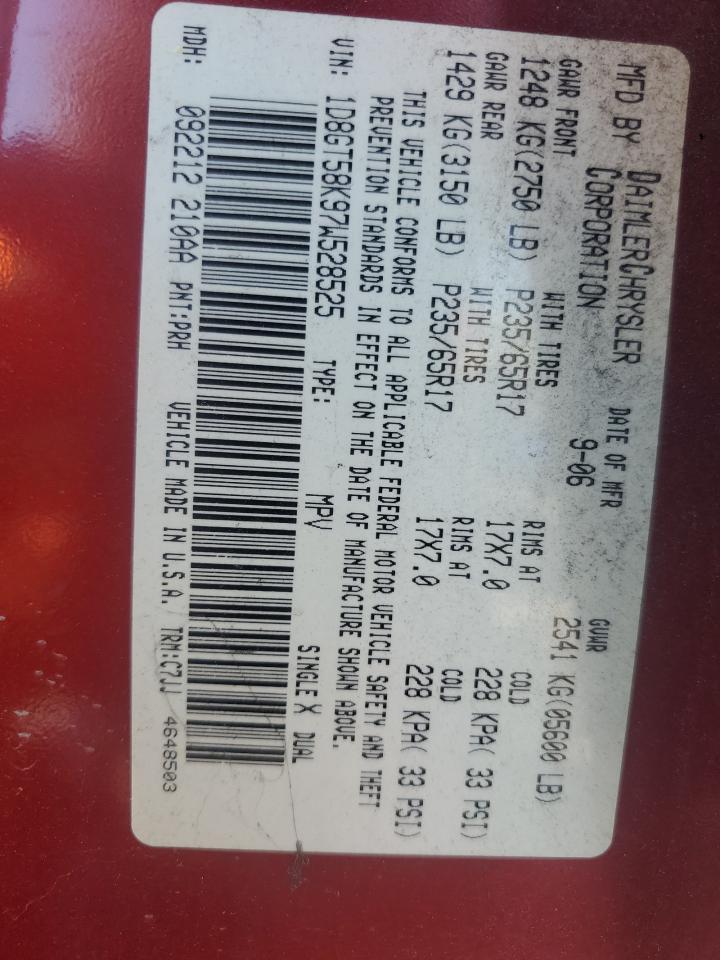 MFD BY DAIMLERCHRYSLER CORPORATION
DATE OF MFR 9-06
GVWR 2541 KG(05600 LB)
GAWR FRONT WITH TIRES RIMS AT COLD
1248 KG(2750 LB) P235/65R17 17X7.0 228 KPA( 33 PSI)
GAWR REAR WITH TIRES RIMS AT COLD
1429 KG(3150 LB) P235/65R17 17X7.0 228 KPA( 33 PSI)
THIS VEHICLE CONFORMS TO ALL APPLICABLE FEDERAL MOTOR VEHICLE SAFETY AND THEFT
PREVENTION STANDARDS IN EFFECT ON THE DATE OF MANUFACTURE SHOWN ABOVE.
VIN: 1D8GT58K97W528525 TYPE: MPV SINGLE X DUAL
MDH: 092212 210AA PNT:PRH VEHICLE MADE IN U.S.A. TRM:C7JJ 4648503